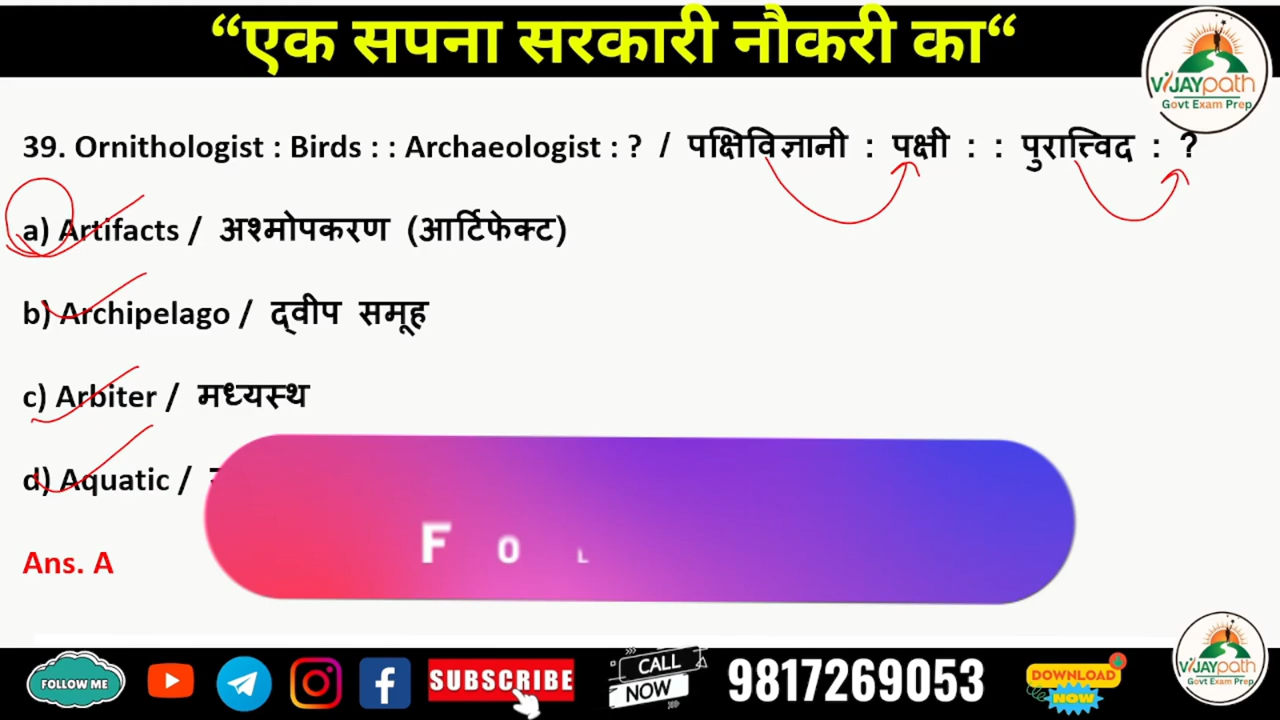 “एक सपना सरकारी नौकरी का“
VIJAYpath
Govt Exam Prep
39. Ornithologist : Birds : : Archaeologist : ? / पक्षिविज्ञानी : पक्षी : : पुरात्त्विद : ?
a) Artifacts / अश्मोपकरण (आर्टिफेक्ट)
b) Archipelago / द्वीप समूह
c) Arbiter / मध्यस्थ
d) Aquatic /
F O L
Ans. A
FOLLOW ME
SUBSCRIBE
CALL
NOW
9817269053
DOWNLOAD
NOW
VIJAYpath
Govt Exam Prep